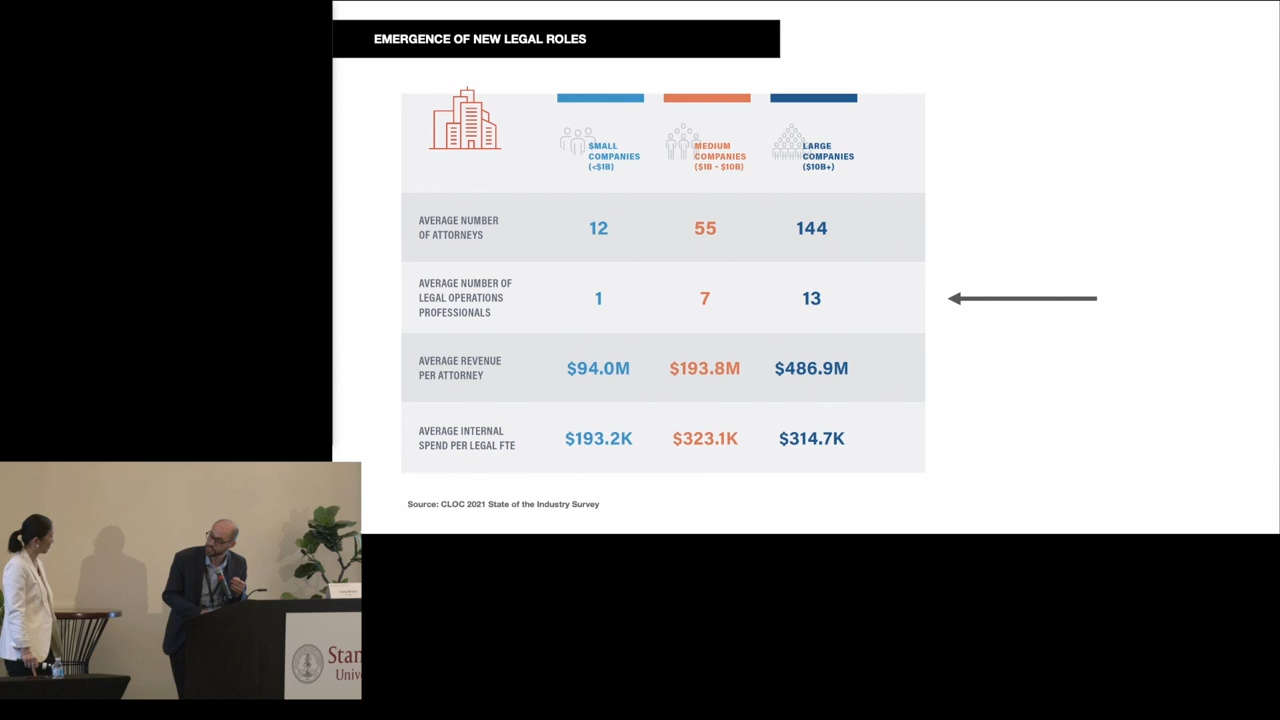 EMERGENCE OF NEW LEGAL ROLES
SMALL
COMPANIES
(<$1B)
MEDIUM
COMPANIES
($1B - $10B)
LARGE
COMPANIES
($10B+)
AVERAGE NUMBER
OF ATTORNEYS
12
55
144
AVERAGE NUMBER OF
LEGAL OPERATIONS
PROFESSIONALS
1
7
13
AVERAGE REVENUE
PER ATTORNEY
$94.0M
$193.8M
$486.9M
AVERAGE INTERNAL
SPEND PER LEGAL FTE
$193.2K
$323.1K
$314.7K
Source: CLOC 2021 State of the Industry Survey
Stan
Unive